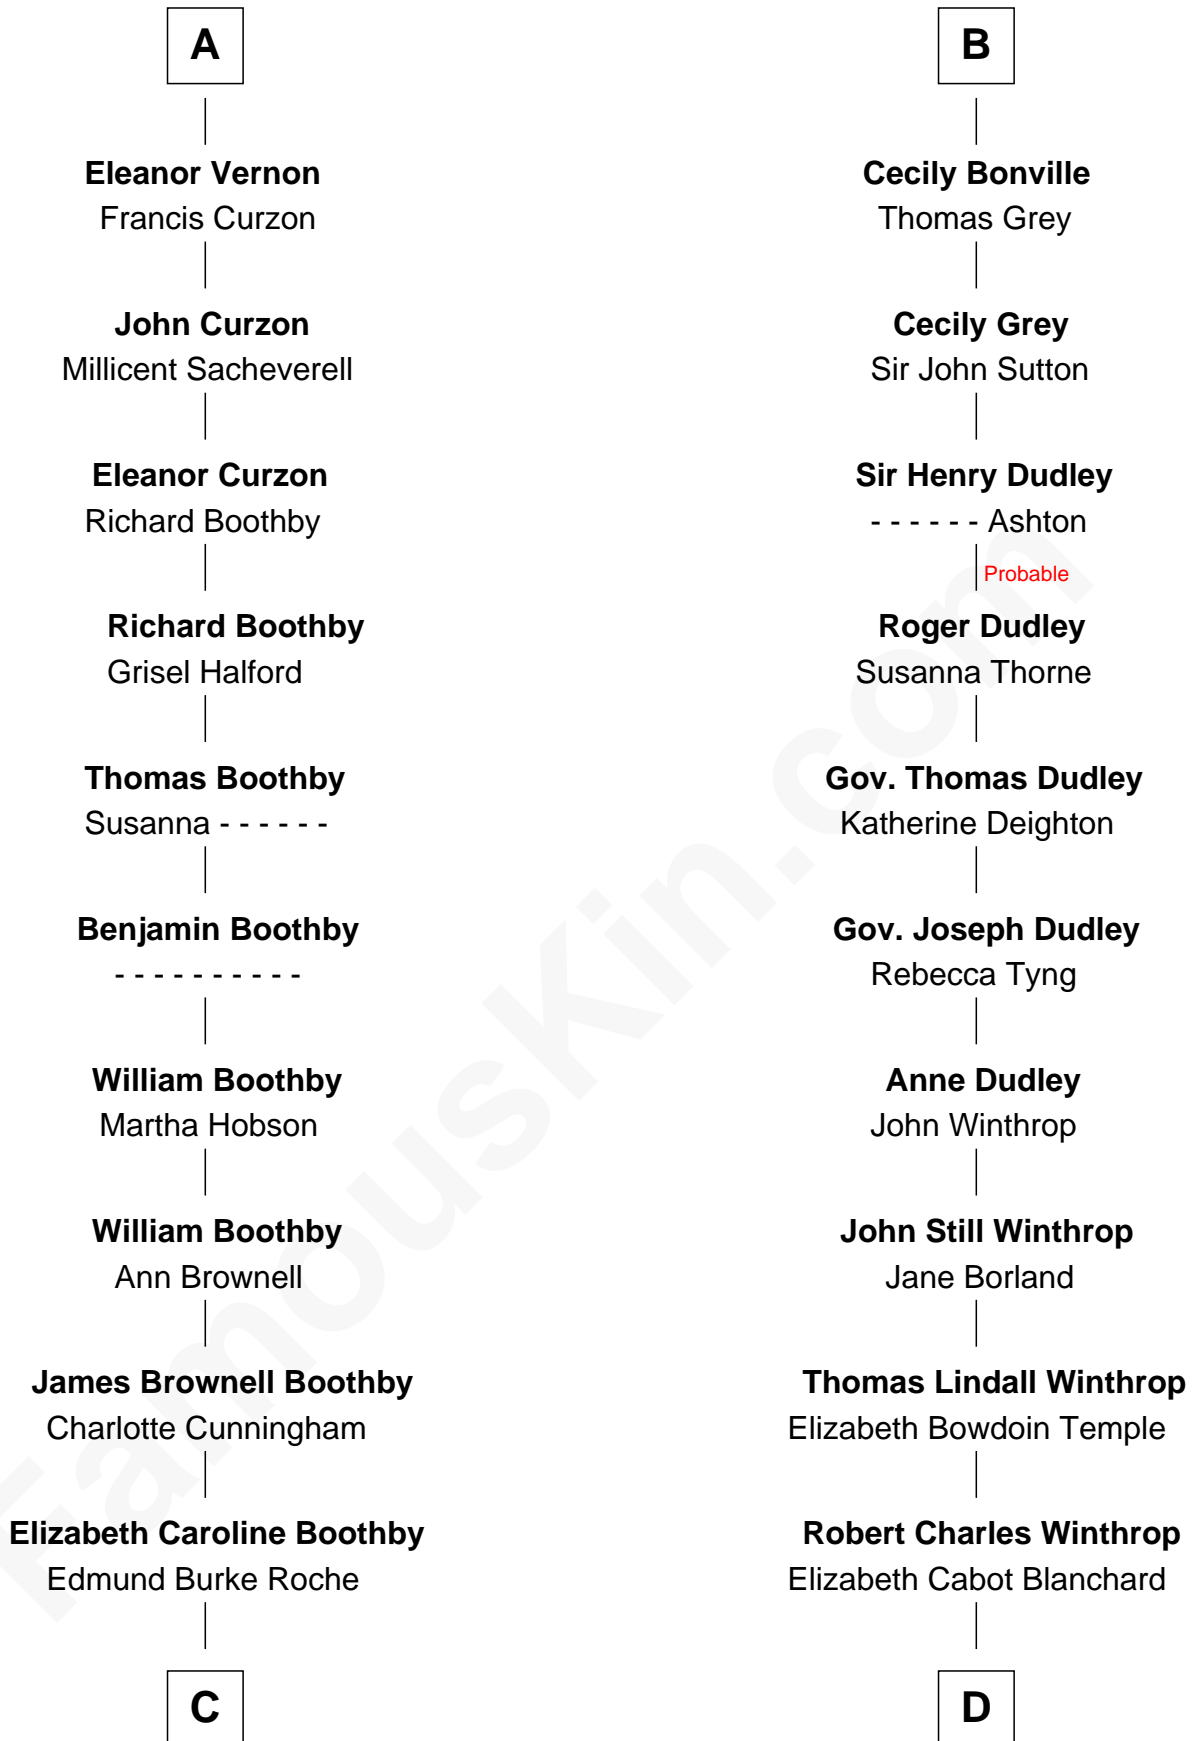 A
Eleanor Vernon
Francis Curzon
John Curzon
Millicent Sacheverell
Eleanor Curzon
Richard Boothby
Richard Boothby
Grisel Halford
Thomas Boothby
Susanna - - - - - -
Benjamin Boothby
- - - - - - - - - -
William Boothby
Martha Hobson
William Boothby
Ann Brownell
James Brownell Boothby
Charlotte Cunningham
Elizabeth Caroline Boothby
Edmund Burke Roche
C
B
Cecily Bonville
Thomas Grey
Cecily Grey
Sir John Sutton
Sir Henry Dudley
- - - - - - Ashton
Probable
Roger Dudley
Susanna Thorne
Gov. Thomas Dudley
Katherine Deighton
Gov. Joseph Dudley
Rebecca Tyng
Anne Dudley
John Winthrop
John Still Winthrop
Jane Borland
Thomas Lindall Winthrop
Elizabeth Bowdoin Temple
Robert Charles Winthrop
Elizabeth Cabot Blanchard
D
FamousKin.com